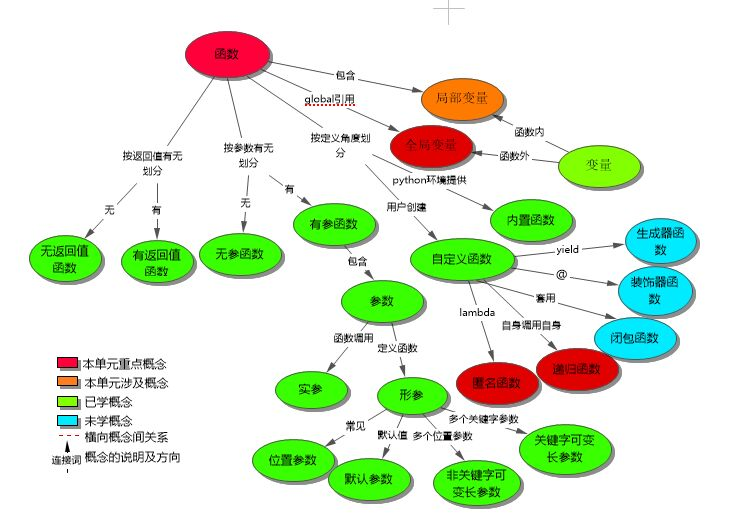 函数
包含
局部变量
global引用
按定义角度划
分
全局变量
函数内
函数外
变量
按返回值有无
划分
按参数有无
划分
python环境提供
无
有
无
有
有参函数
用户创建
内置函数
无返回值
函数
有返回值
函数
无参函数
包含
自定义函数
yield
生成器函
数
@
装饰器函
数
参数
lambda
套用
自身调用自身
闭包函数
函数调用
定义函数
匿名函数
递归函数
实参
形参
常见
默认值
多个位置参数
多个关键字参数
位置参数
默认参数
非关键字可
变长参数
关键字可变
长参数
本单元重点概念
本单元涉及概念
已学概念
未学概念
横向概念间关系
连接词
概念的说明及方向